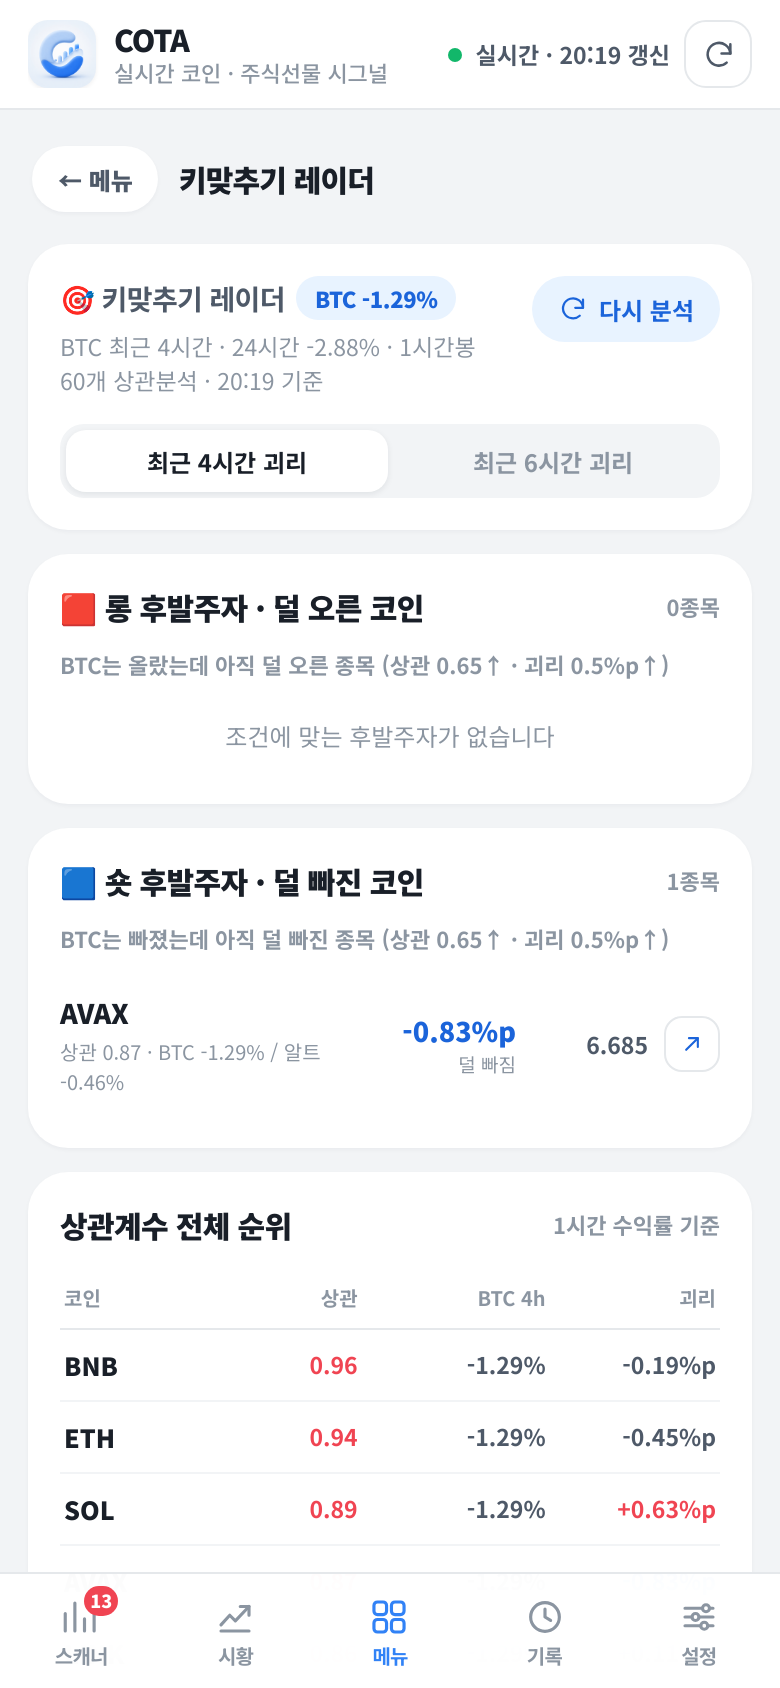 COTA
실시간 코인 · 주식선물 시그널
실시간 · 20:19 갱신
← 메뉴
키맞추기 레이더
키맞추기 레이더
BTC -1.29%
다시 분석
BTC 최근 4시간 · 24시간 -2.88% · 1시간봉
60개 상관분석 · 20:19 기준
최근 4시간 괴리
최근 6시간 괴리
롱 후발주자 · 덜 오른 코인
0종목
BTC는 올랐는데 아직 덜 오른 종목 (상관 0.65↑ · 괴리 0.5%p↑)
조건에 맞는 후발주자가 없습니다
숏 후발주자 · 덜 빠진 코인
1종목
BTC는 빠졌는데 아직 덜 빠진 종목 (상관 0.65↑ · 괴리 0.5%p↑)
AVAX
상관 0.87 · BTC -1.29% / 알트
-0.46%
-0.83%p
덜 빠짐
6.685
상관계수 전체 순위
1시간 수익률 기준
코인 상관 BTC 4h 괴리
BNB 0.96 -1.29% -0.19%p
ETH 0.94 -1.29% -0.45%p
SOL 0.89 -1.29% +0.63%p
13
스캐너 시황 메뉴 기록 설정